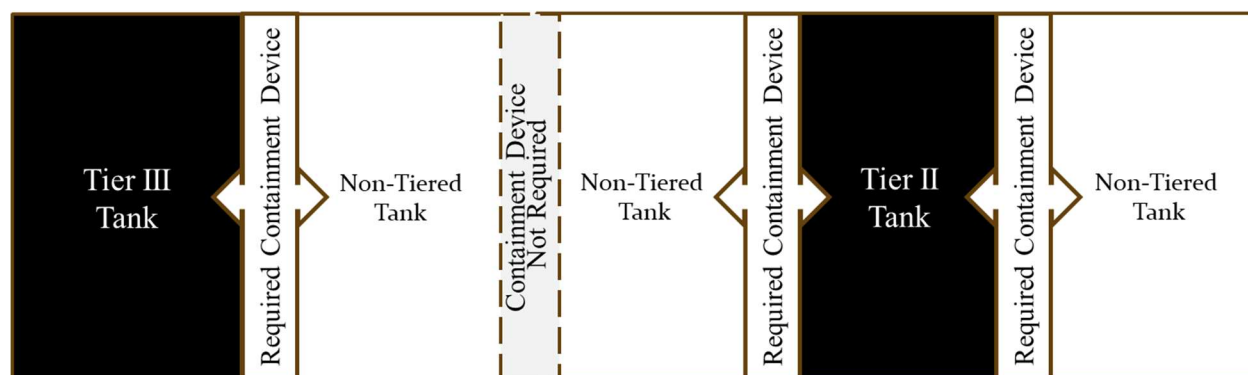 Tier III
Tank
Required Containment Device
Non-Tiered
Tank
Containment Device
Not Required
Non-Tiered
Tank
Required Containment Device
Tier II
Tank
Required Containment Device
Non-Tiered
Tank